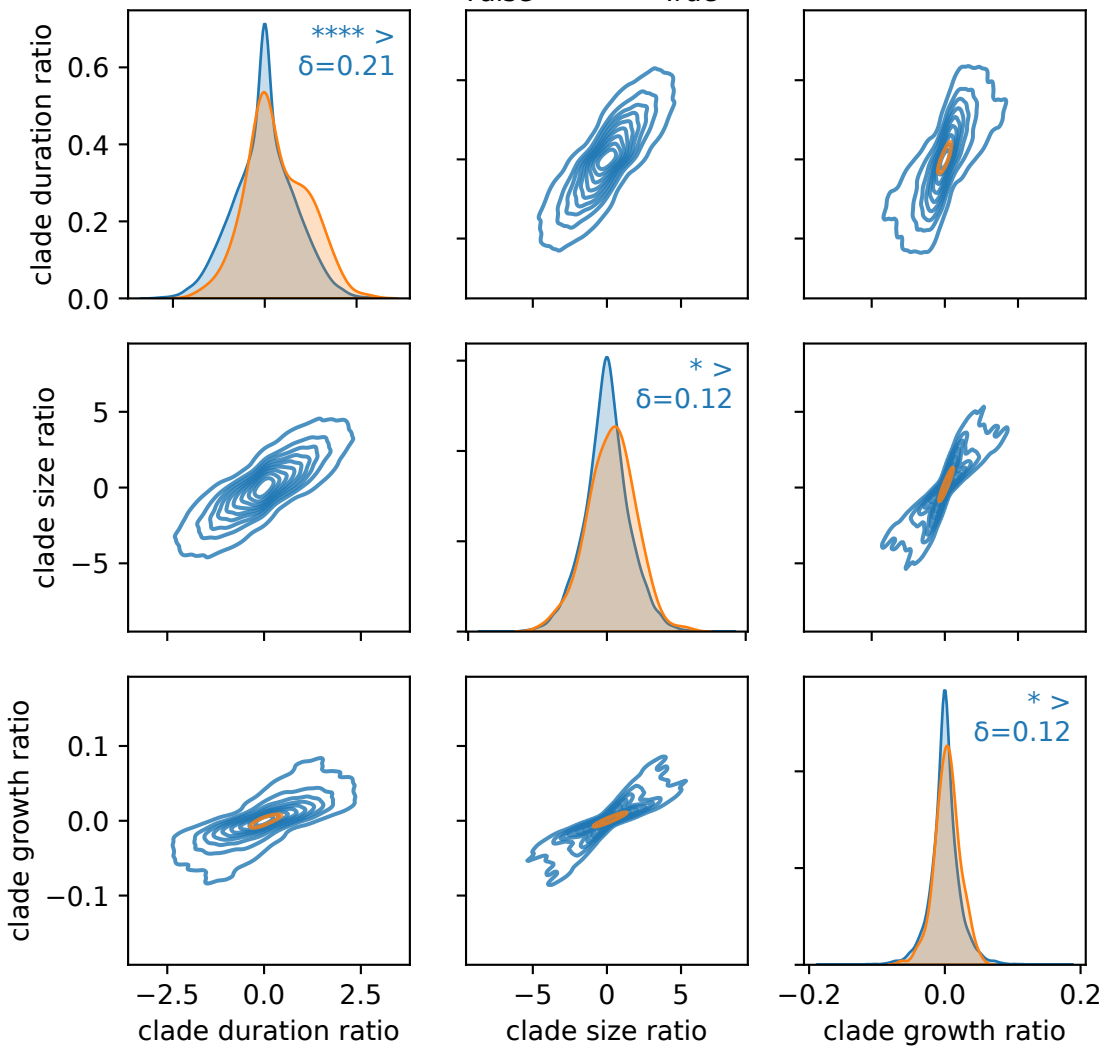 clade duration ratio
0.6
0.4
0.2
0.0
**** >
δ=0.21
clade size ratio
5
0
−5
* >
δ=0.12
clade growth ratio
0.1
0.0
−0.1
* >
δ=0.12
−2.5 0.0 2.5
−5 0 5
−0.2 0.0 0.2
clade duration ratio
clade size ratio
clade growth ratio